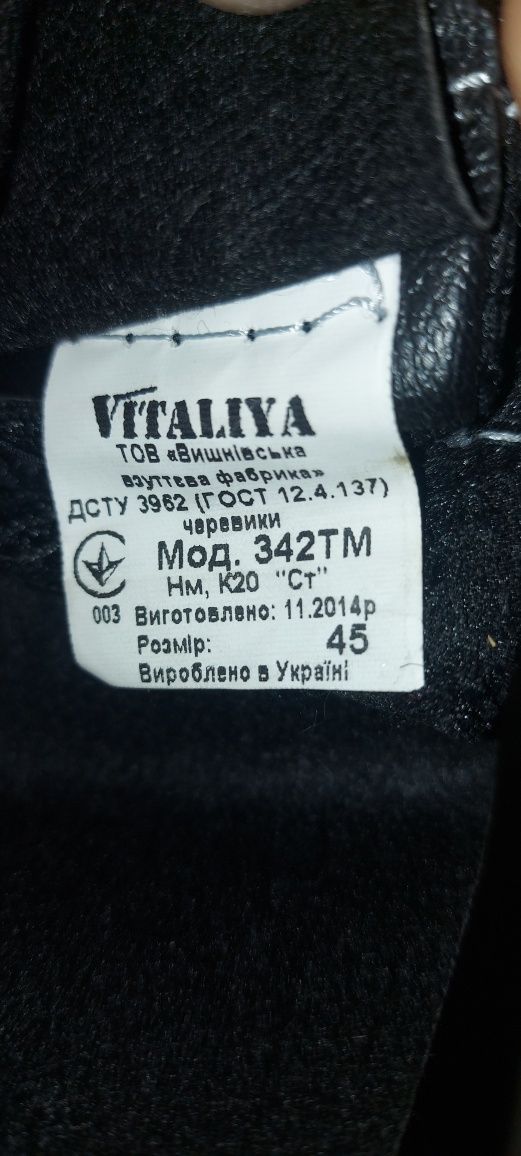 VITALIYA
ТОВ «Вишнівська
взуттєва фабрика»
ДСТУ 3962 (ГОСТ 12.4.137)
черевики
Мод. 342ТМ
Нм, К20 "Ст"
003 Виготовлено: 11.2014р
Розмір: 45
Вироблено в Україні